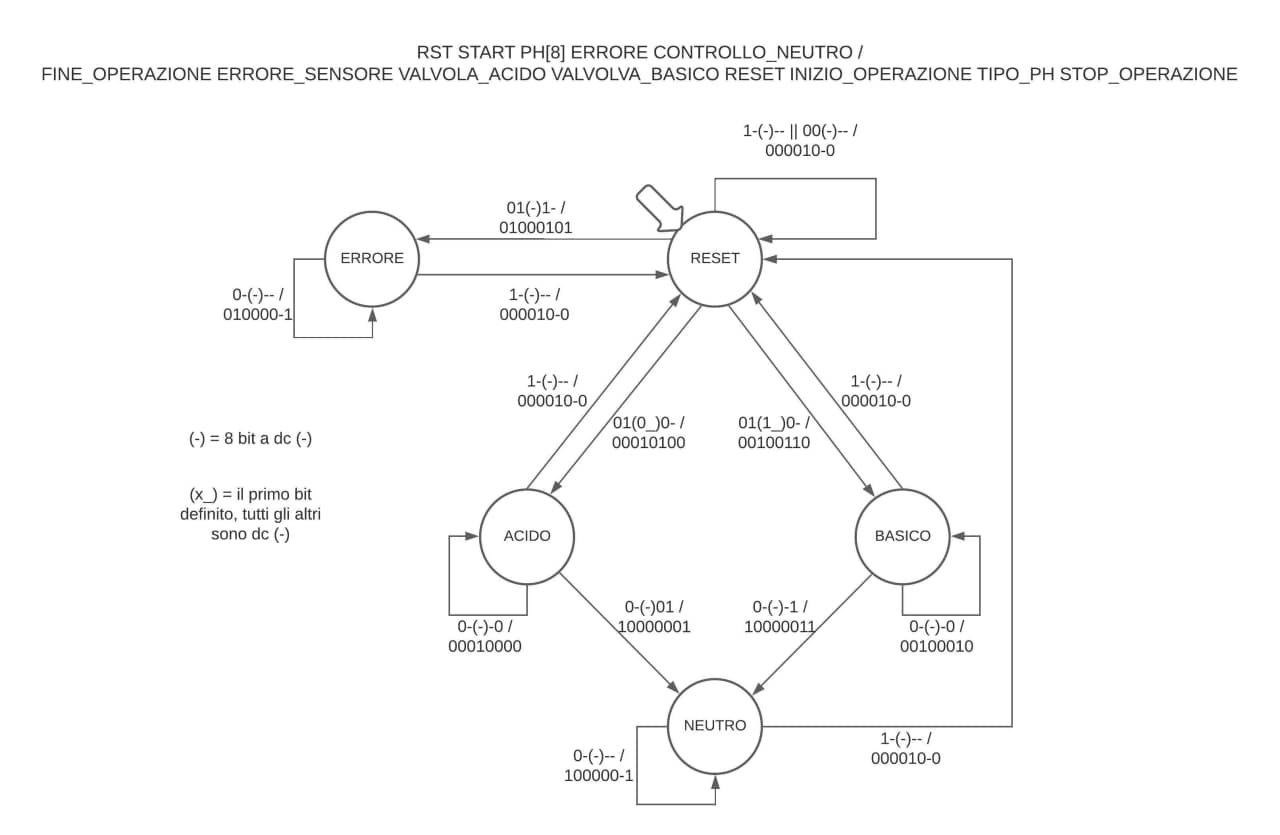 RST START PH[8] ERRORE CONTROLLO_NEUTRO /
FINE_OPERAZIONE ERRORE_SENSORE VALVOLA_ACIDO VALVOLVA_BASICO RESET INIZIO_OPERAZIONE TIPO_PH STOP_OPERAZIONE
1-(-)-- || 00(-)-- /
000010-0
01(-)1- /
01000101
ERRORE
RESET
0-(-)-- /
010000-1
1-(-)-- /
000010-0
1-(-)-- /
000010-0
1-(-)-- /
000010-0
01(0_)0- /
00010100
01(1_)0- /
00100110
(-) = 8 bit a dc (-)
(x_) = il primo bit
definito, tutti gli altri
sono dc (-)
ACIDO
BASICO
0-(-)-0 /
00010000
0-(-)01 /
10000001
0-(-)-1 /
10000011
0-(-)-0 /
00100010
NEUTRO
0-(-)-- /
100000-1
1-(-)-- /
000010-0